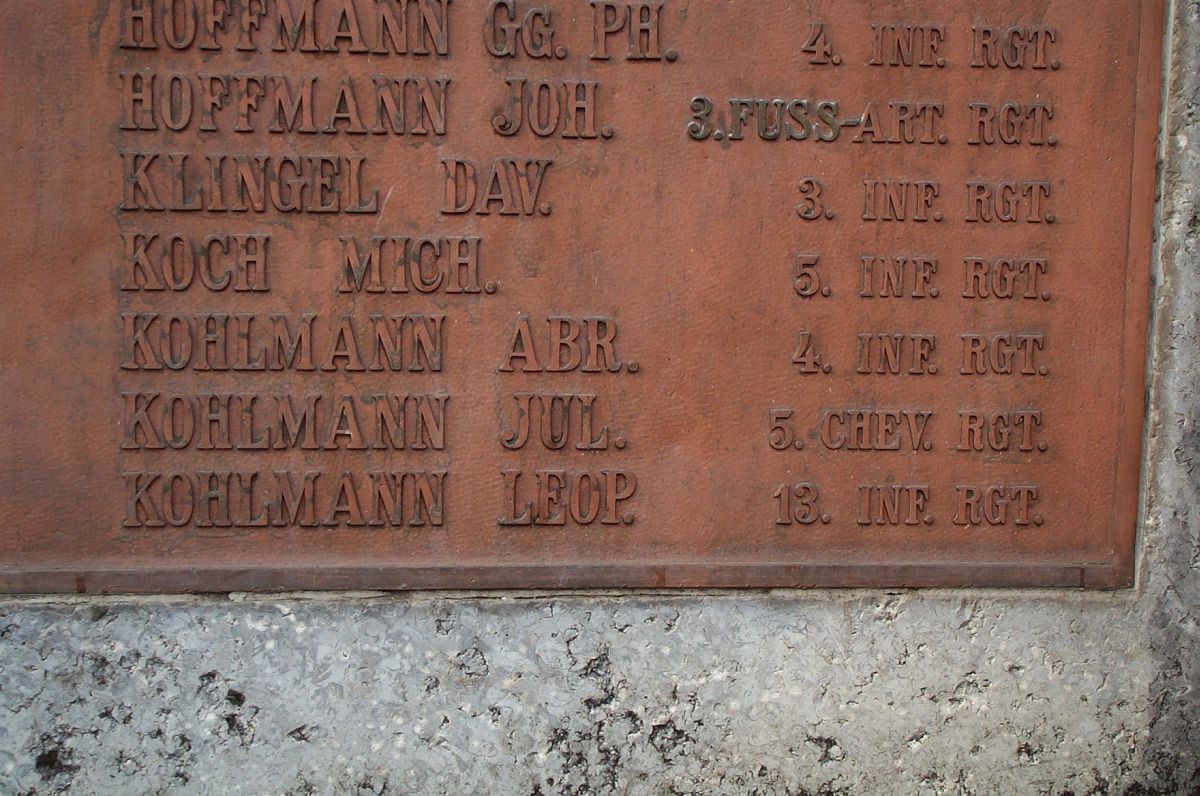 HOFFMANN GG. PH. 4. INF. RGT.
HOFFMANN JOH. 3. FUSS-ART. RGT.
KLINGEL DAV. 3. INF. RGT.
KOCH MICH. 5. INF. RGT.
KOHLMANN ABR. 4. INF. RGT.
KOHLMANN JUL. 5. CHEV. RGT.
KOHLMANN LEOP. 13. INF. RGT.